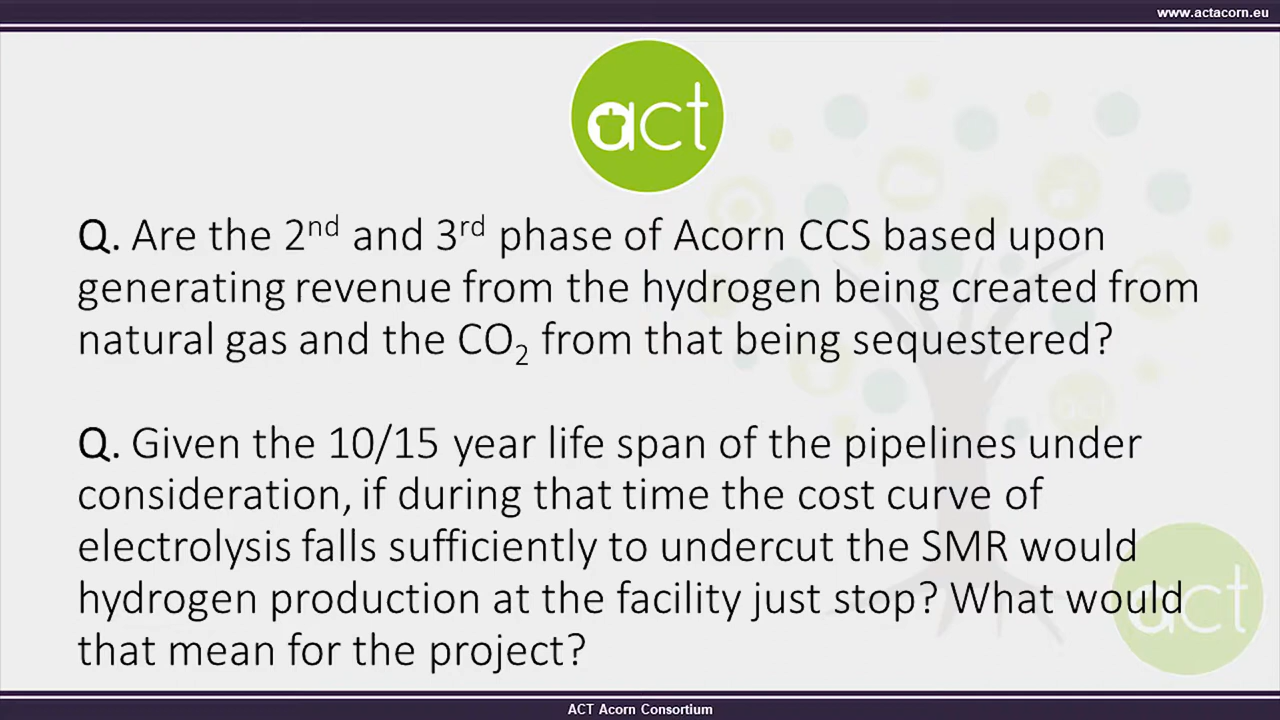 www.actacorn.eu
act
Q. Are the 2nd and 3rd phase of Acorn CCS based upon
generating revenue from the hydrogen being created from
natural gas and the CO2 from that being sequestered?
Q. Given the 10/15 year life span of the pipelines under
consideration, if during that time the cost curve of
electrolysis falls sufficiently to undercut the SMR would
hydrogen production at the facility just stop? What would
that mean for the project?
act
act
ACT Acorn Consortium